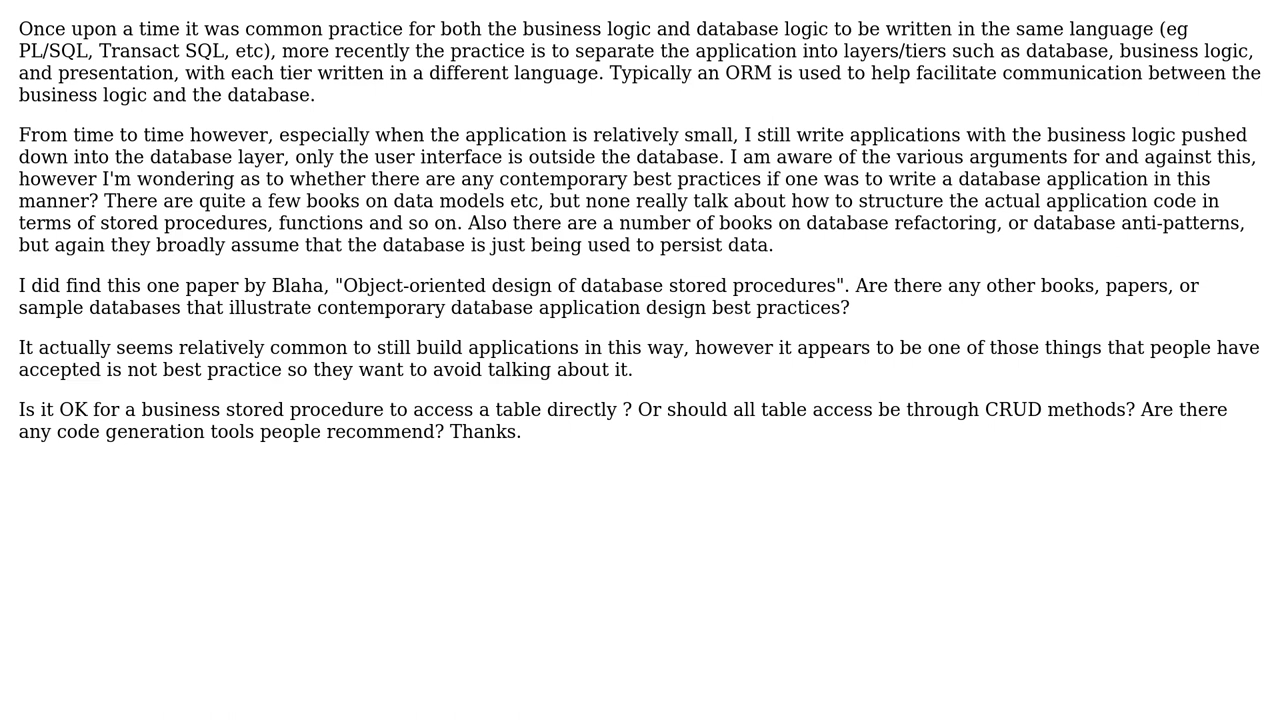 Once upon a time it was common practice for both the business logic and database logic to be written in the same language (eg
PL/SQL, Transact SQL, etc), more recently the practice is to separate the application into layers/tiers such as database, business logic,
and presentation, with each tier written in a different language. Typically an ORM is used to help facilitate communication between the
business logic and the database.
From time to time however, especially when the application is relatively small, I still write applications with the business logic pushed
down into the database layer, only the user interface is outside the database. I am aware of the various arguments for and against this,
however I'm wondering as to whether there are any contemporary best practices if one was to write a database application in this
manner? There are quite a few books on data models etc, but none really talk about how to structure the actual application code in
terms of stored procedures, functions and so on. Also there are a number of books on database refactoring, or database anti-patterns,
but again they broadly assume that the database is just being used to persist data.
I did find this one paper by Blaha, "Object-oriented design of database stored procedures". Are there any other books, papers, or
sample databases that illustrate contemporary database application design best practices?
It actually seems relatively common to still build applications in this way, however it appears to be one of those things that people have
accepted is not best practice so they want to avoid talking about it.
Is it OK for a business stored procedure to access a table directly ? Or should all table access be through CRUD methods? Are there
any code generation tools people recommend? Thanks.